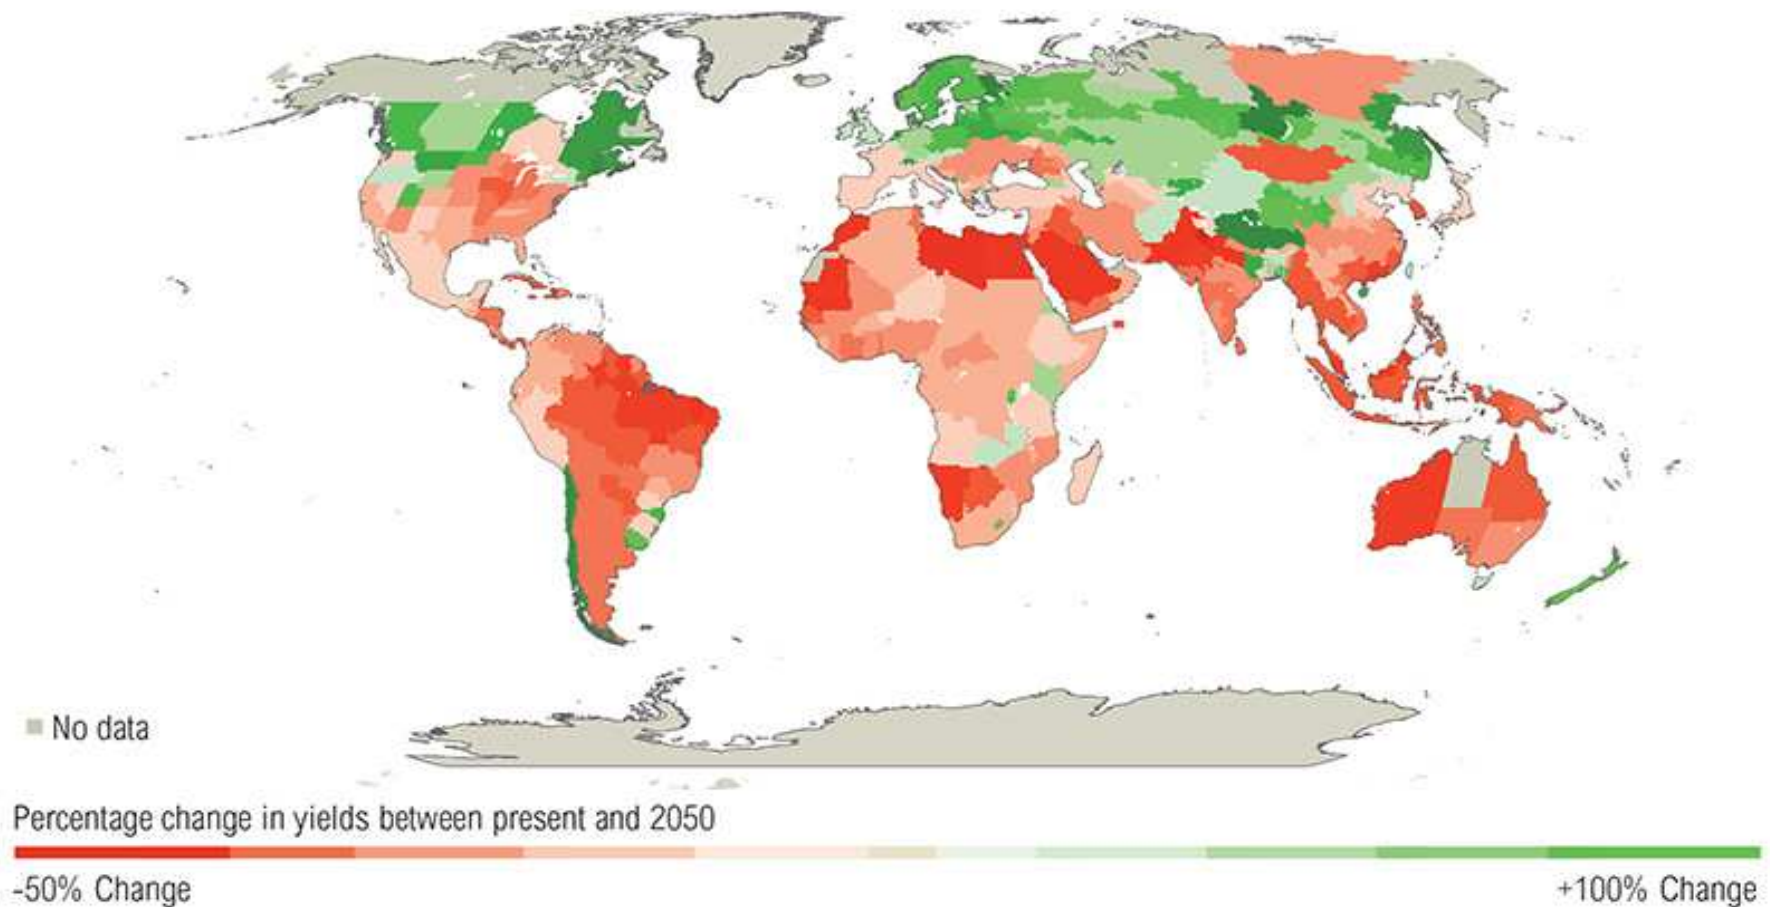 No data
Percentage change in yields between present and 2050
-50% Change
+100% Change